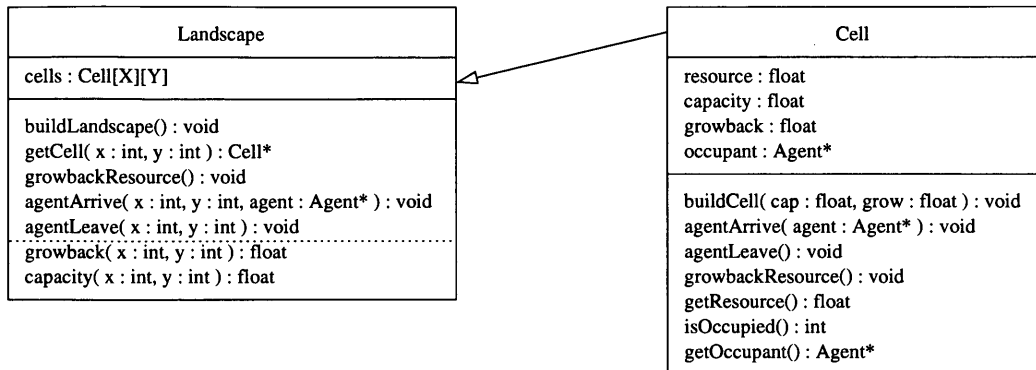 Landscape
cells : Cell[X][Y]
buildLandscape() : void
getCell( x : int, y : int ) : Cell*
growbackResource() : void
agentArrive( x : int, y : int, agent : Agent* ) : void
agentLeave( x : int, y : int ) : void
growback( x : int, y : int ) : float
capacity( x : int, y : int ) : float
Cell
resource : float
capacity : float
growback : float
occupant : Agent*
buildCell( cap : float, grow : float ) : void
agentArrive( agent : Agent* ) : void
agentLeave() : void
growbackResource() : void
getResource() : float
isOccupied() : int
getOccupant() : Agent*